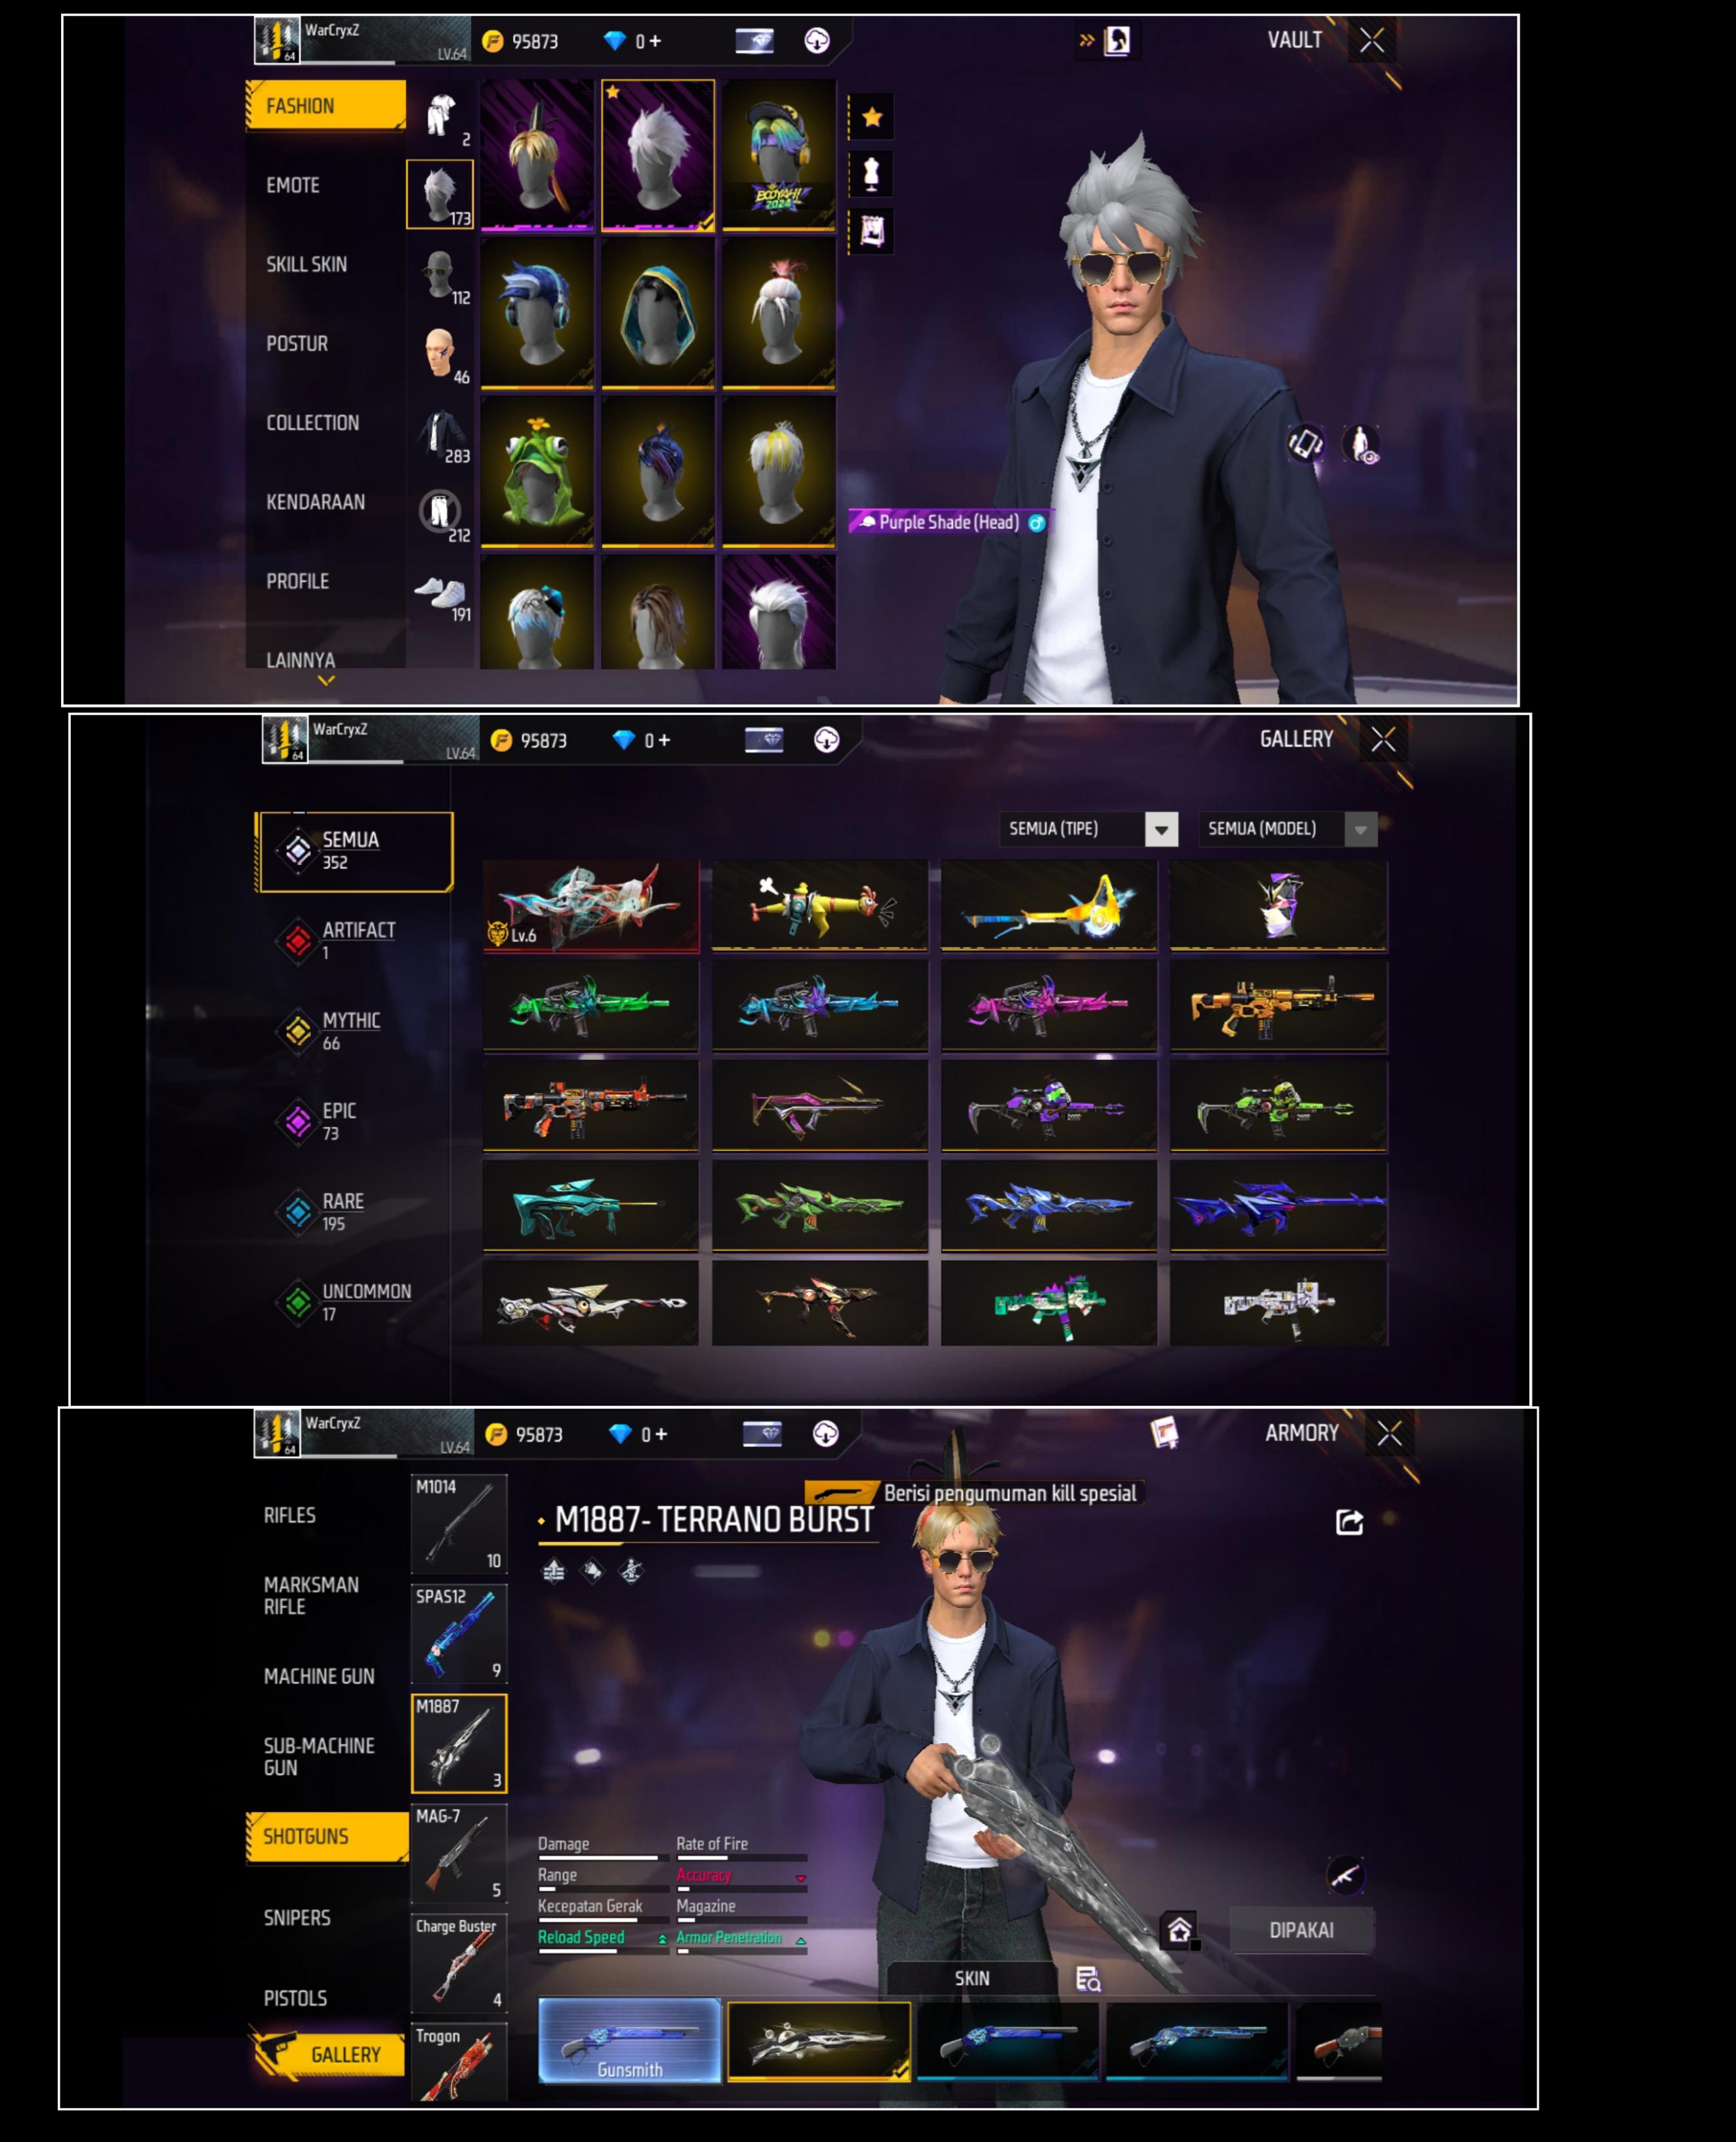 WarCryxZ
64
LV.64
95873
0 +
VAULT
FASHION
EMOTE
SKILL SKIN
POSTUR
COLLECTION
KENDARAAN
PROFILE
LAINNYA
2
173
112
46
283
212
191
BOOYAH!
2024
Purple Shade (Head)
WarCryxZ
64
LV.64
95873
0 +
GALLERY
SEMUA (TIPE)
SEMUA (MODEL)
SEMUA
352
ARTIFACT
1
MYTHIC
66
EPIC
73
RARE
195
UNCOMMON
17
Lv.6
WarCryxZ
64
LV.64
95873
0 +
ARMORY
RIFLES
MARKSMAN
RIFLE
MACHINE GUN
SUB-MACHINE
GUN
SHOTGUNS
SNIPERS
PISTOLS
GALLERY
M1014
10
SPAS12
9
M1887
3
MAG-7
5
Charge Buster
4
Trogon
Berisi pengumuman kill spesial
M1887- TERRANO BURST
Damage
Rate of Fire
Range
Accuracy
Kecepatan Gerak
Magazine
Reload Speed
Armor Penetration
DIPAKAI
SKIN
Gunsmith